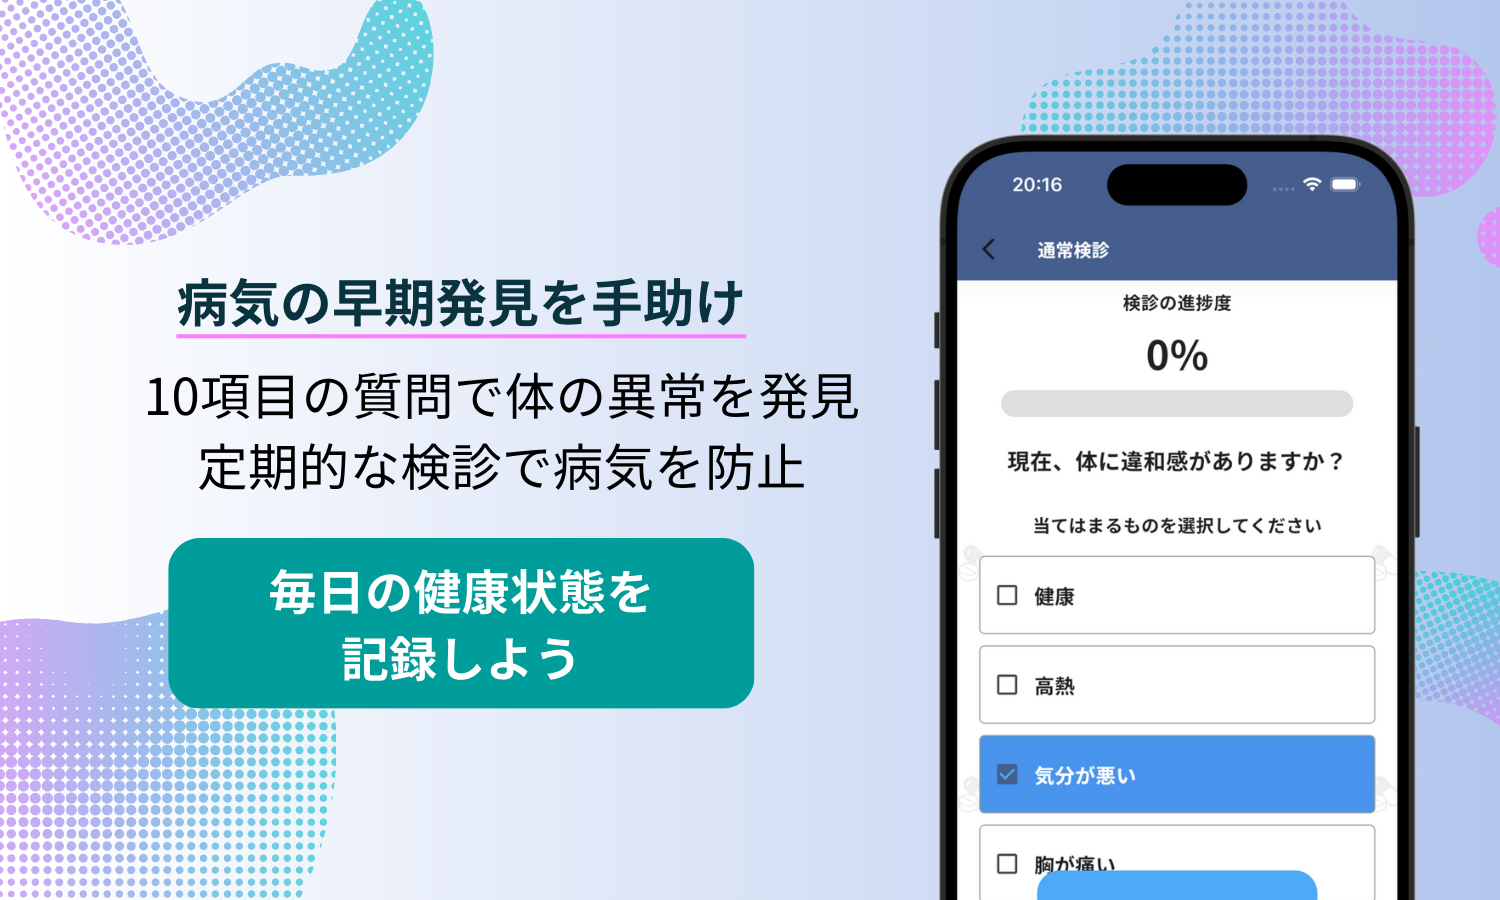 病気の早期発見を手助け
10項目の質問で体の異常を発見
定期的な検診で病気を防止
毎日の健康状態を
記録しよう
20:16
通常検診
検診の進捗度
0%
現在、体に違和感がありますか？
当てはまるものを選択してください
健康
高熱
気分が悪い
胸が痛い